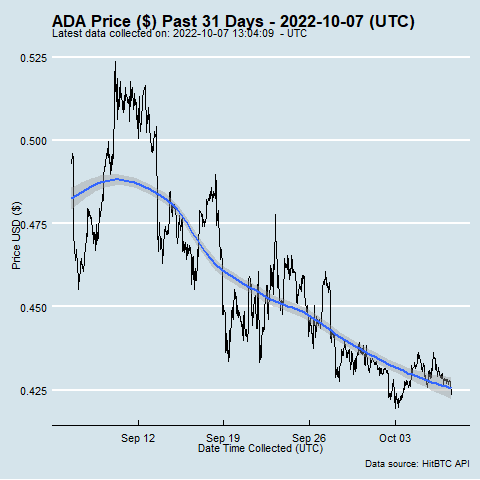 ADA Price ($) Past 31 Days - 2022-10-07 (UTC)
Latest data collected on: 2022-10-07 13:04:09 - UTC
0.525
0.500
0.475
0.450
0.425
Price USD ($)
Sep 12 Sep 19 Sep 26 Oct 03
Date Time Collected (UTC)
Data source: HitBTC API